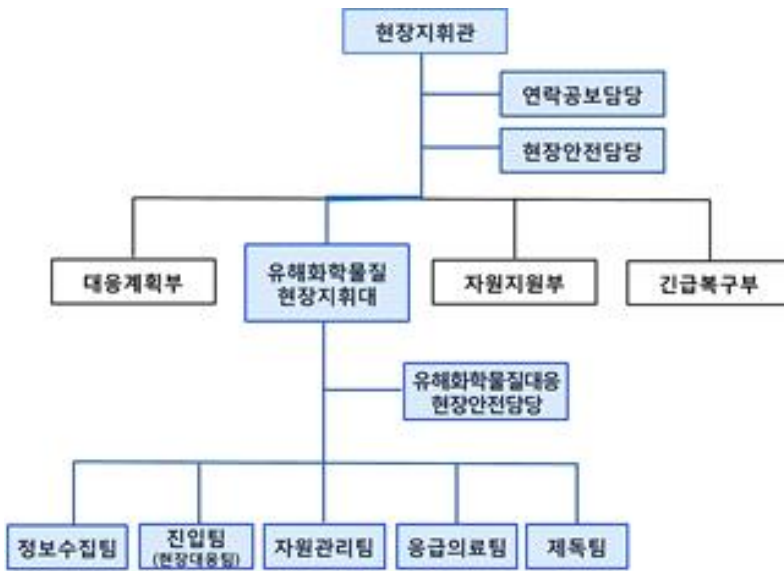 현장지휘관
연락공보담당
현장안전담당
대응계획부
유해화학물질
현장지휘대
자원지원부
긴급복구부
유해화학물질대응
현장안전담당
정보수집팀
진입팀
(현장대응팀)
자원관리팀
응급의료팀
제독팀